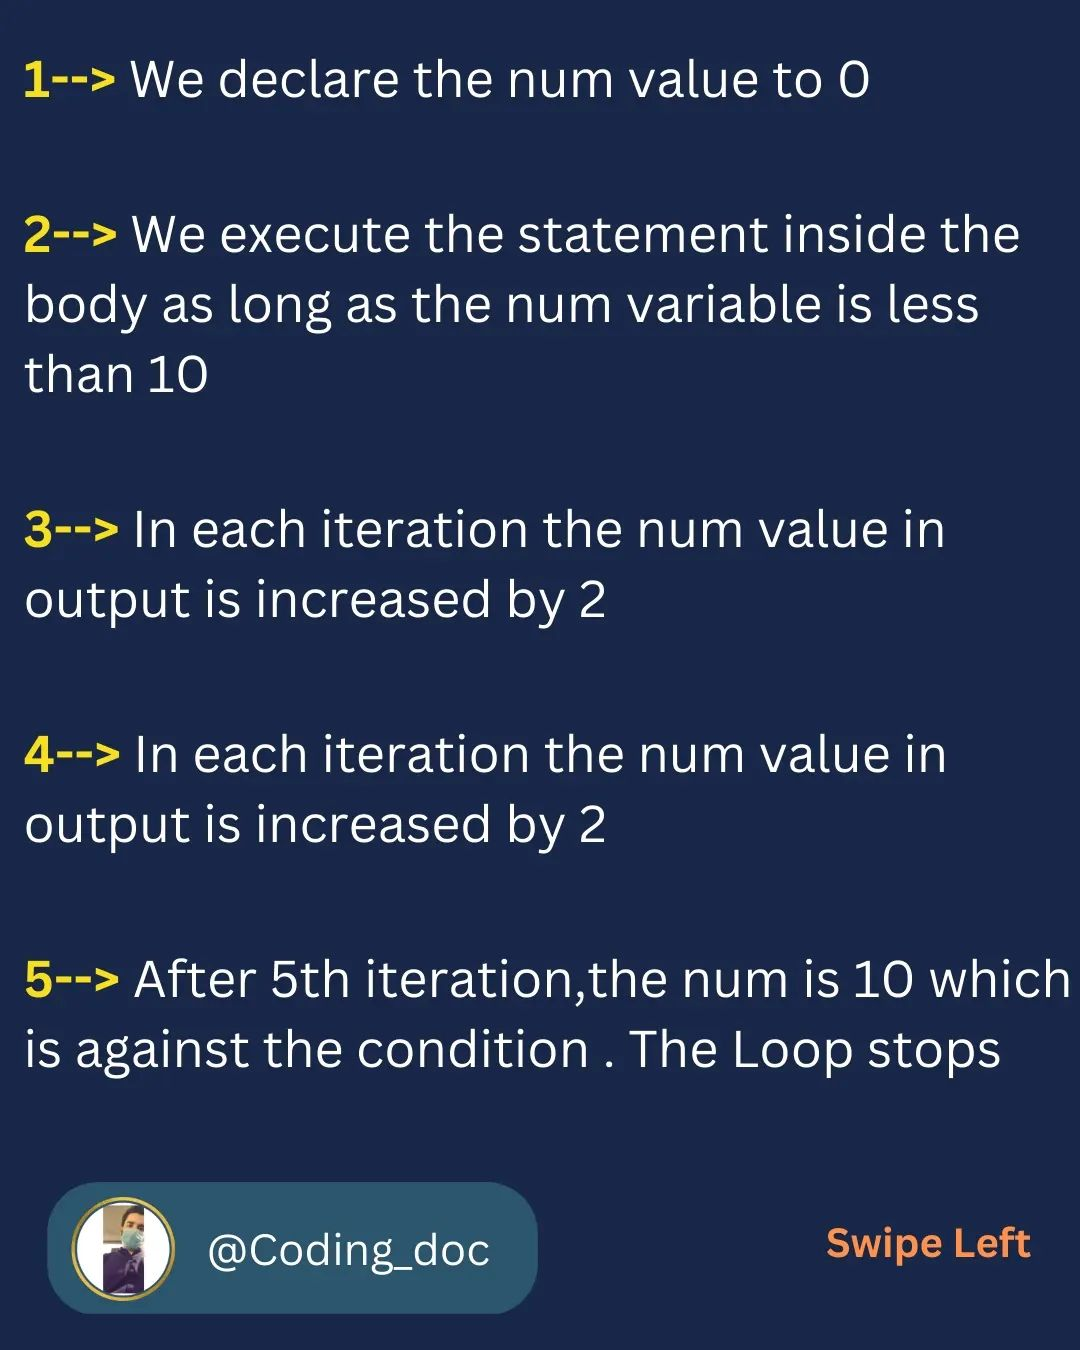 1--> We declare the num value to 0
2--> We execute the statement inside the
body as long as the num variable is less
than 10
3--> In each iteration the num value in
output is increased by 2
4--> In each iteration the num value in
output is increased by 2
5--> After 5th iteration,the num is 10 which
is against the condition . The Loop stops
@Coding_doc
Swipe Left